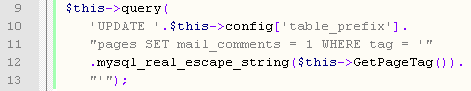 9 $this->query(
10 'UPDATE '.$this->config['table_prefix'].
11 "pages SET mail_comments = 1 WHERE tag = '"
12 .mysql_real_escape_string($this->GetPageTag()).
13 "'");